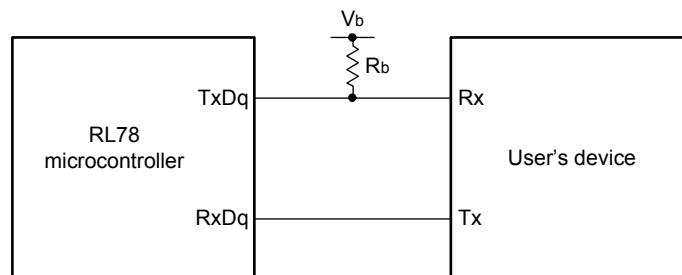 Vb
Rb
TxDq
Rx
RL78
microcontroller
User's device
RxDq
Tx